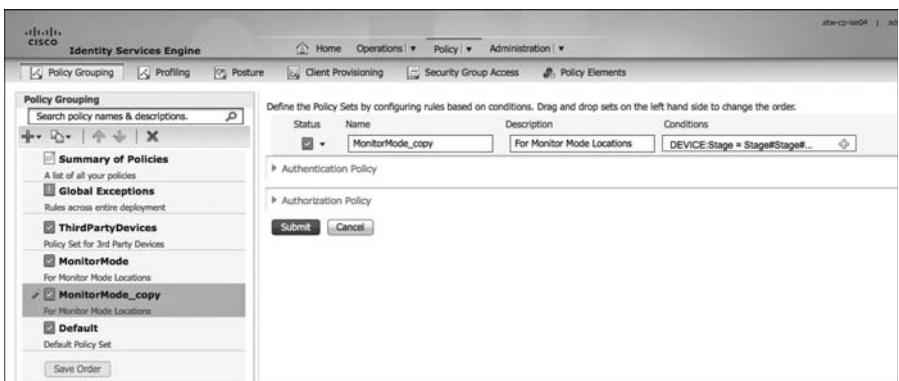 atw-cp-ise04 | ad
CISCO
Identity Services Engine
Home Operations Policy Administration
Policy Grouping Profiling Posture Client Provisioning Security Group Access Policy Elements
Policy Grouping
Search policy names & descriptions.
Summary of Policies
A list of all your policies
Global Exceptions
Rules across entire deployment
ThirdPartyDevices
Policy Set for 3rd Party Devices
MonitorMode
For Monitor Mode Locations
MonitorMode_copy
For Monitor Mode Locations
Default
Default Policy Set
Save Order
Define the Policy Sets by configuring rules based on conditions. Drag and drop sets on the left hand side to change the order.
Status Name Description Conditions
MonitorMode_copy For Monitor Mode Locations DEVICE:Stage = Stage#Stage#...
Authentication Policy
Authorization Policy
Submit Cancel